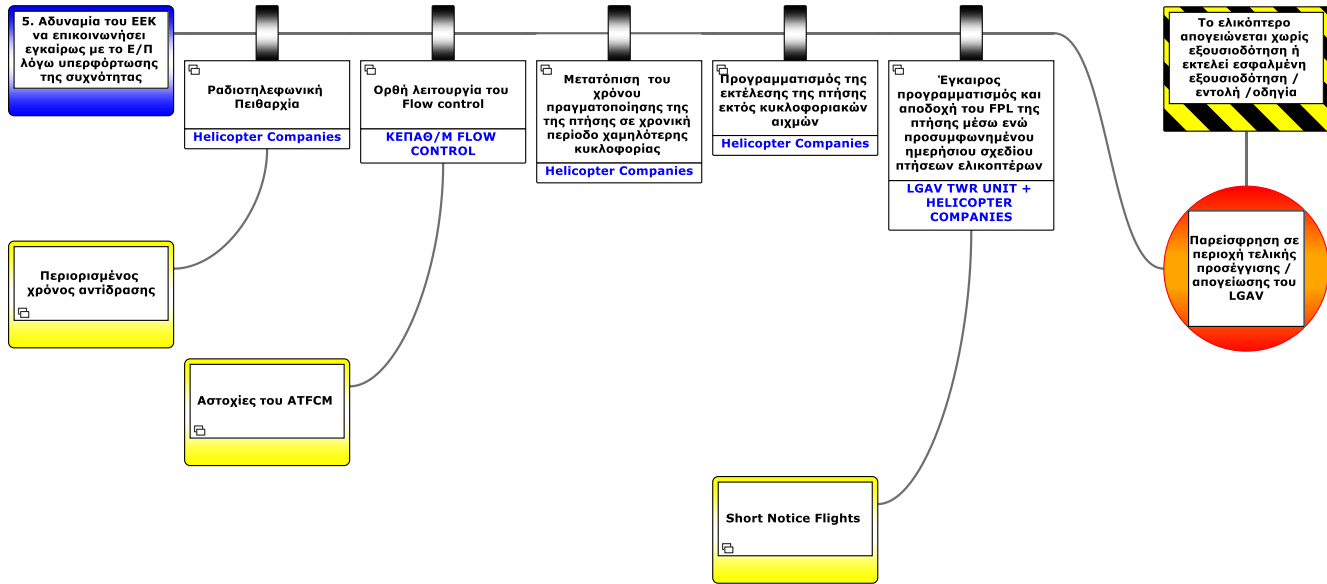 5. Αδυναμία του ΕΕΚ
να επικοινωνήσει
εγκαίρως με το Ε/Π
λόγω υπερφόρτωσης
της συχνότητας
Ραδιοτηλεφωνική
Πειθαρχία
Helicopter Companies
Ορθή λειτουργία του
Flow control
ΚΕΠΑΘ/Μ FLOW
CONTROL
Μετατόπιση του
χρόνου
πραγματοποίησης της
της πτήσης σε χρονική
περίοδο χαμηλότερης
κυκλοφορίας
Helicopter Companies
Προγραμματισμός της
εκτέλεσης της πτήσης
εκτός κυκλοφοριακών
αιχμών
Helicopter Companies
Έγκαιρος
προγραμματισμός και
αποδοχή του FPL της
πτήσης μέσω ενώ
προσυμφωνημένου
ημερήσιου σχεδίου
πτήσεων ελικοπτέρων
LGAV TWR UNIT +
HELICOPTER
COMPANIES
Το ελικόπτερο
απογειώνεται χωρίς
εξουσιοδότηση ή
εκτελεί εσφαλμένη
εξουσιοδότηση /
εντολή /οδηγία
Παρείσφρηση σε
περιοχή τελικής
προσέγγισης /
απογείωσης του
LGAV
Περιορισμένος
χρόνος αντίδρασης
Αστοχίες του ATFCM
Short Notice Flights